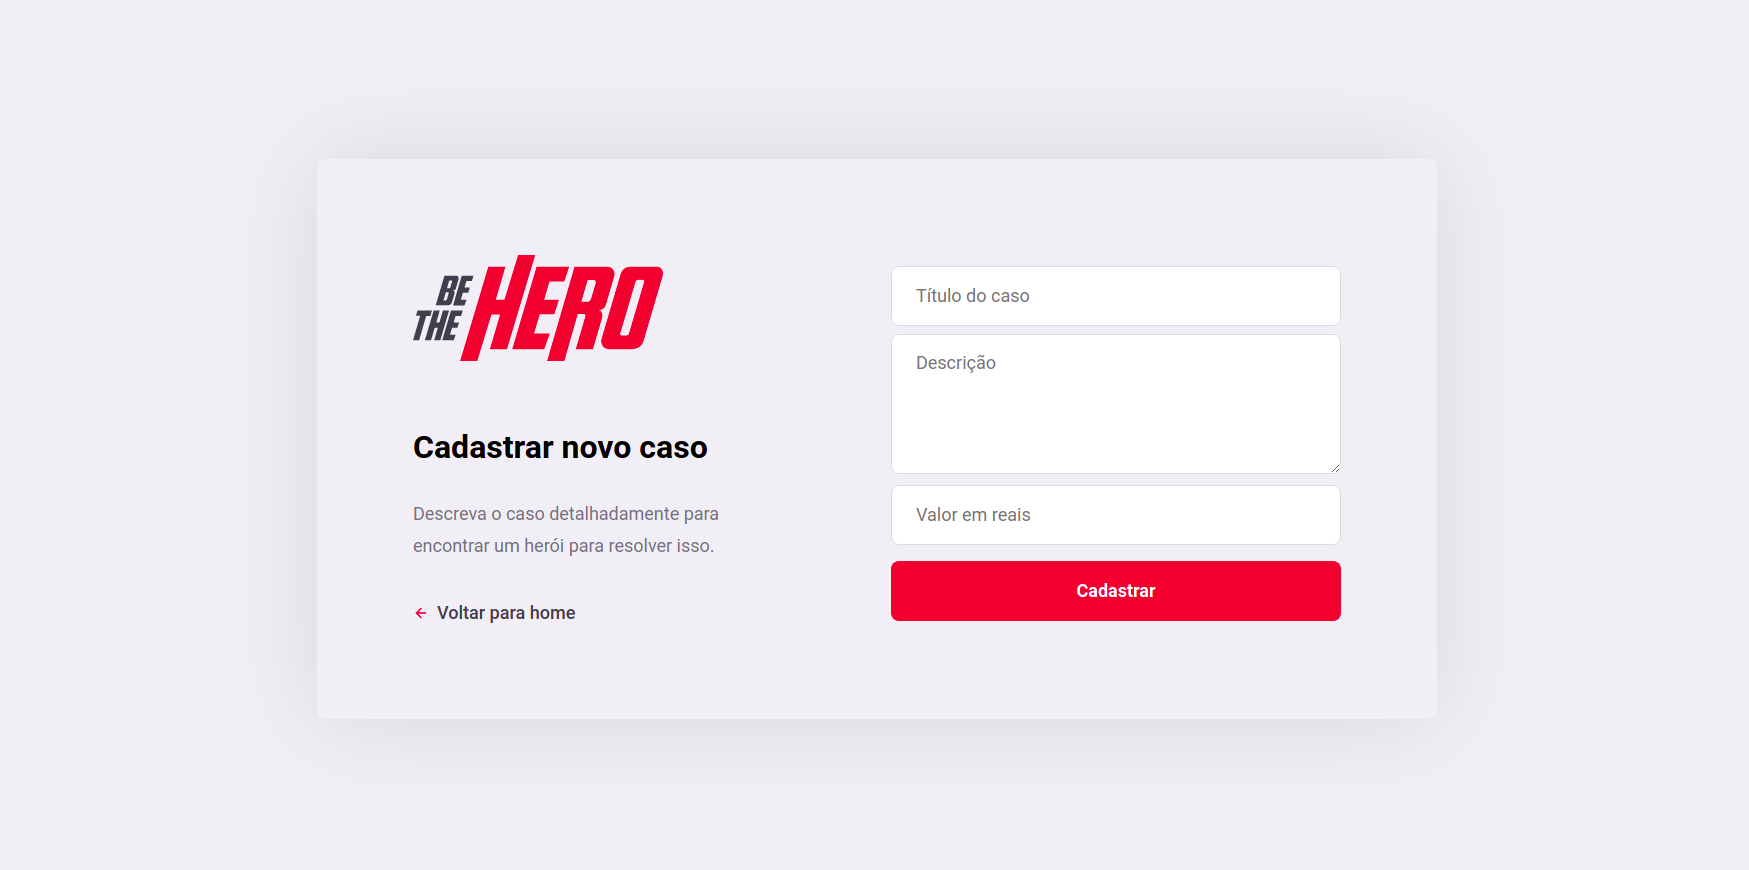 BE
THE HERO
Cadastrar novo caso
Descreva o caso detalhadamente para
encontrar um herói para resolver isso.
Voltar para home
Título do caso
Descrição
Valor em reais
Cadastrar